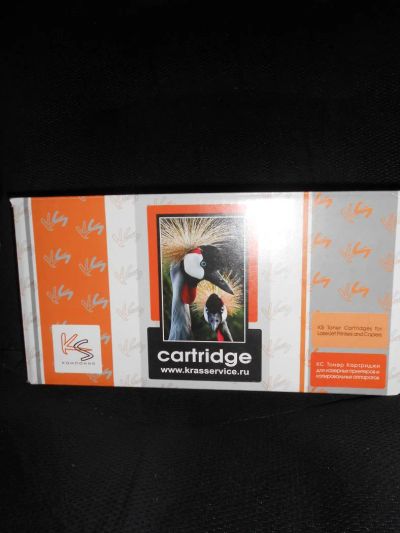 KS
компания
cartridge
www.krasservice.ru
KS Toner Cartridges for
LaserJet Printers and Copiers
КС Тонер Картриджи
для лазерных принтеров и
копировальных аппаратов